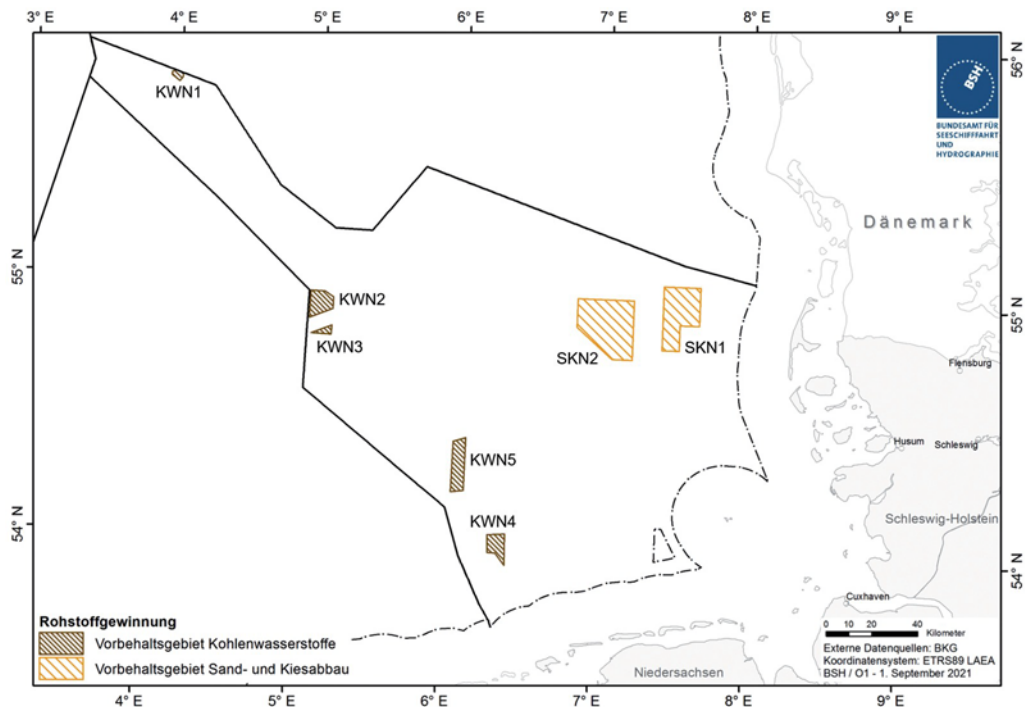 3° E 4° E 5° E 6° E 7° E 8° E 9° E
56° N
BSH
BUNDESAMT FÜR
SEESCHIFFFAHRT
UND
HYDROGRAPHIE
KWN1
Dänemark
55° N
KWN2
55° N
KWN3
SKN2
SKN1
Flensburg
Husum
Schleswig
KWN5
54° N
KWN4
Schleswig-Holstein
54° N
Cuxhaven
Rohstoffgewinnung
Vorbehaltsgebiet Kohlenwasserstoffe
Vorbehaltsgebiet Sand- und Kiesabbau
0 10 20 40
Kilometer
Externe Datenquellen: BKG
Koordinatensystem: ETRS89 LAEA
BSH / O1 - 1. September 2021
Niedersachsen
4° E 5° E 6° E 7° E 8° E 9° E